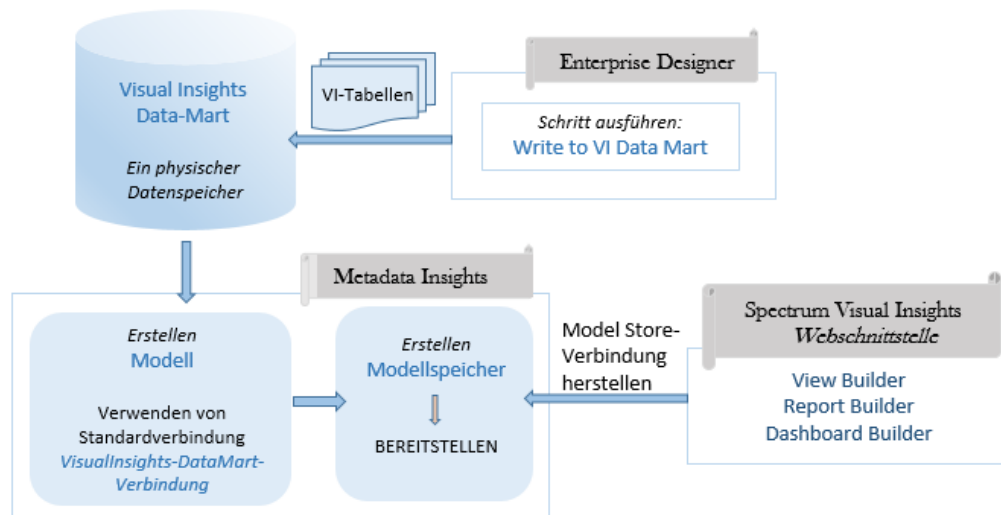 Visual Insights
Data-Mart
Ein physischer
Datenspeicher
VI-Tabellen
Enterprise Designer
Schritt ausführen:
Write to VI Data Mart
Metadata Insights
Erstellen
Modell
Verwenden von
Standardverbindung
VisualInsights-DataMart-
Verbindung
Erstellen
Modellspeicher
BEREITSTELLEN
Model Store-
Verbindung
herstellen
Spectrum Visual Insights
Webschnittstelle
View Builder
Report Builder
Dashboard Builder